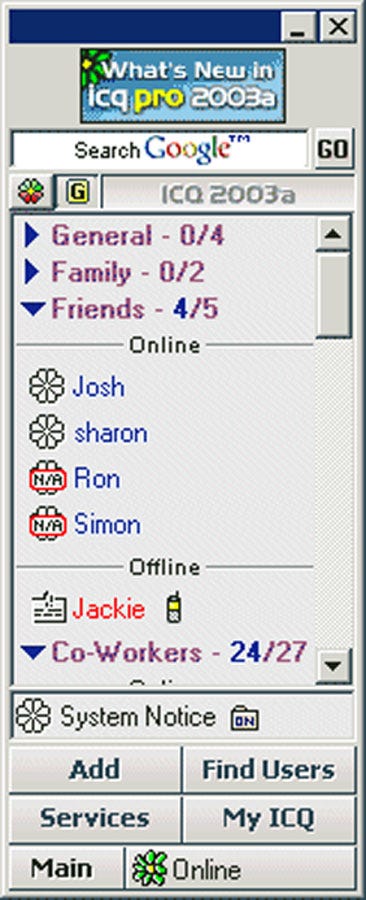 What's New in
icq pro 2003a
Search Google™
GO
G
ICQ 2003a
General - 0/4
Family - 0/2
Friends - 4/5
Online
Josh
sharon
N/A Ron
N/A Simon
Offline
Jackie
Co-Workers - 24/27
System Notice ON
Add
Find Users
Services
My ICQ
Main
Online